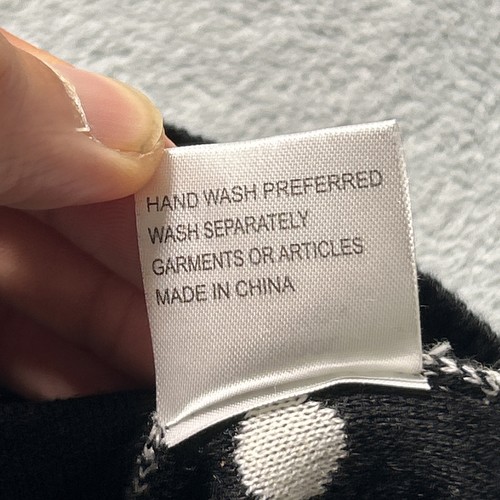 HAND WASH PREFERRED
WASH SEPARATELY
GARMENTS OR ARTICLES
MADE IN CHINA